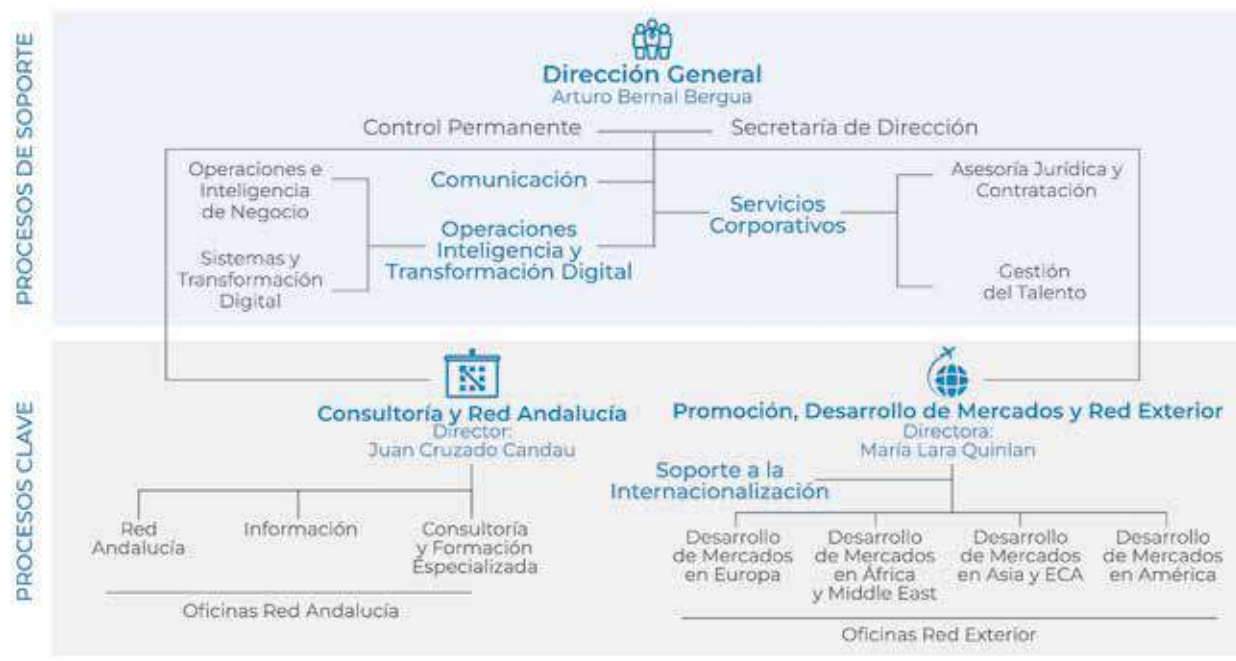 PROCESOS DE SOPORTE
Dirección General
Arturo Bernal Bergua
Control Permanente
Secretaría de Dirección
Operaciones e
Inteligencia
de Negocio
Comunicación
Servicios
Corporativos
Asesoría Jurídica y
Contratación
Operaciones
Inteligencia y
Transformación Digital
Sistemas y
Transformación
Digital
Gestión
del Talento
PROCESOS CLAVE
Consultoría y Red Andalucía
Director:
Juan Cruzado Candau
Red
Andalucía
Información
Consultoría
y Formación
Especializada
Oficinas Red Andalucía
Promoción, Desarrollo de Mercados y Red Exterior
Directora:
María Lara Quinlan
Soporte a la
Internacionalización
Desarrollo
de Mercados
en Europa
Desarrollo
de Mercados
en África
y Middle East
Desarrollo
de Mercados
en Asia y ECA
Desarrollo
de Mercados
en América
Oficinas Red Exterior